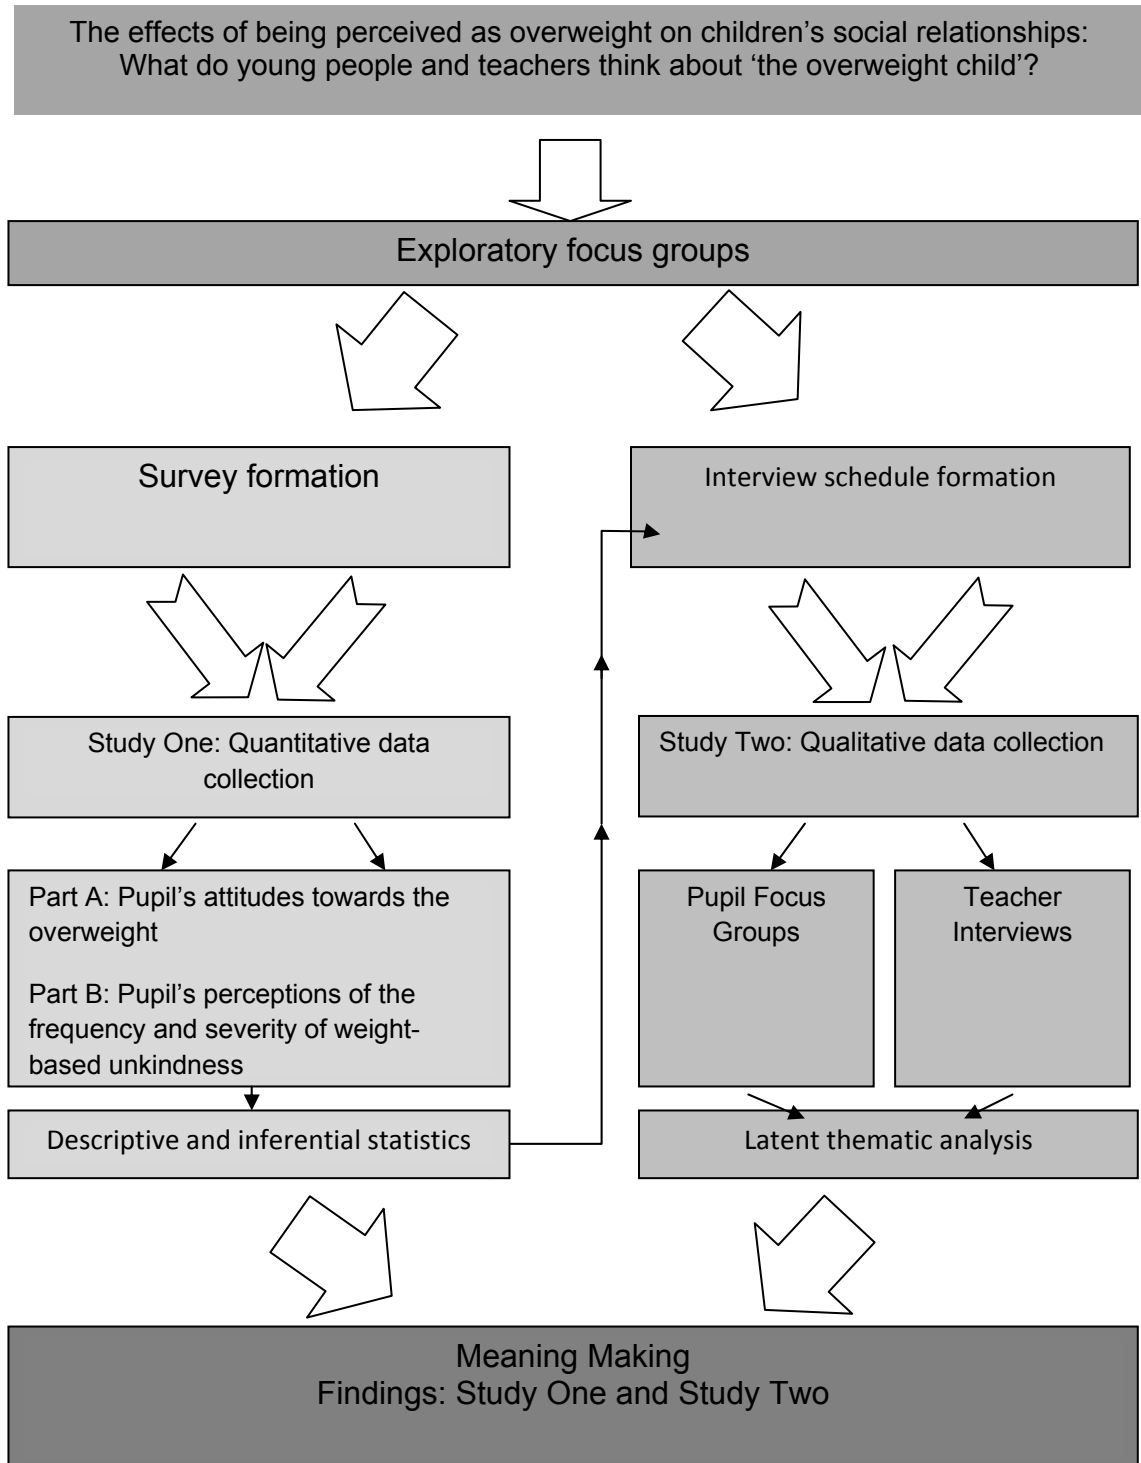 The effects of being perceived as overweight on children’s social relationships:
What do young people and teachers think about ‘the overweight child’?
Exploratory focus groups
Survey formation
Interview schedule formation
Study One: Quantitative data
collection
Study Two: Qualitative data collection
Part A: Pupil’s attitudes towards the
overweight
Part B: Pupil’s perceptions of the
frequency and severity of weight-
based unkindness
Pupil Focus
Groups
Teacher
Interviews
Descriptive and inferential statistics
Latent thematic analysis
Meaning Making
Findings: Study One and Study Two